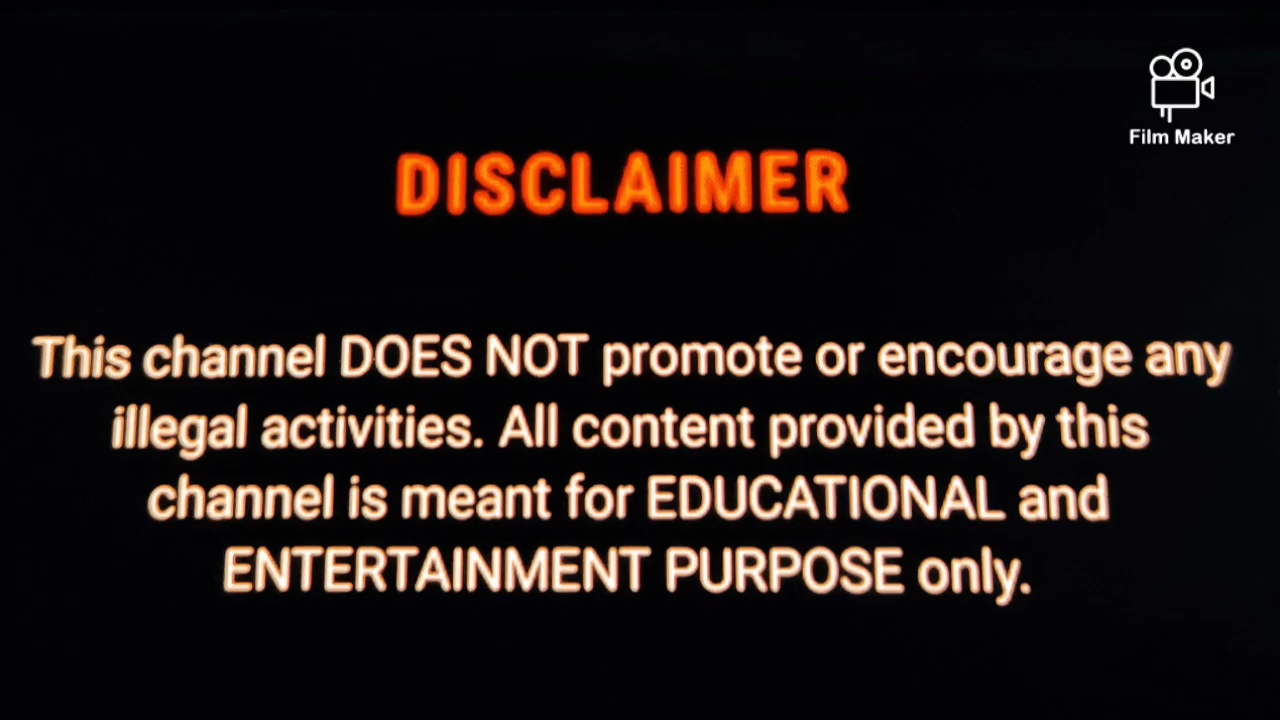 Film Maker
DISCLAIMER
This channel DOES NOT promote or encourage any
illegal activities. All content provided by this
channel is meant for EDUCATIONAL and
ENTERTAINMENT PURPOSE only.